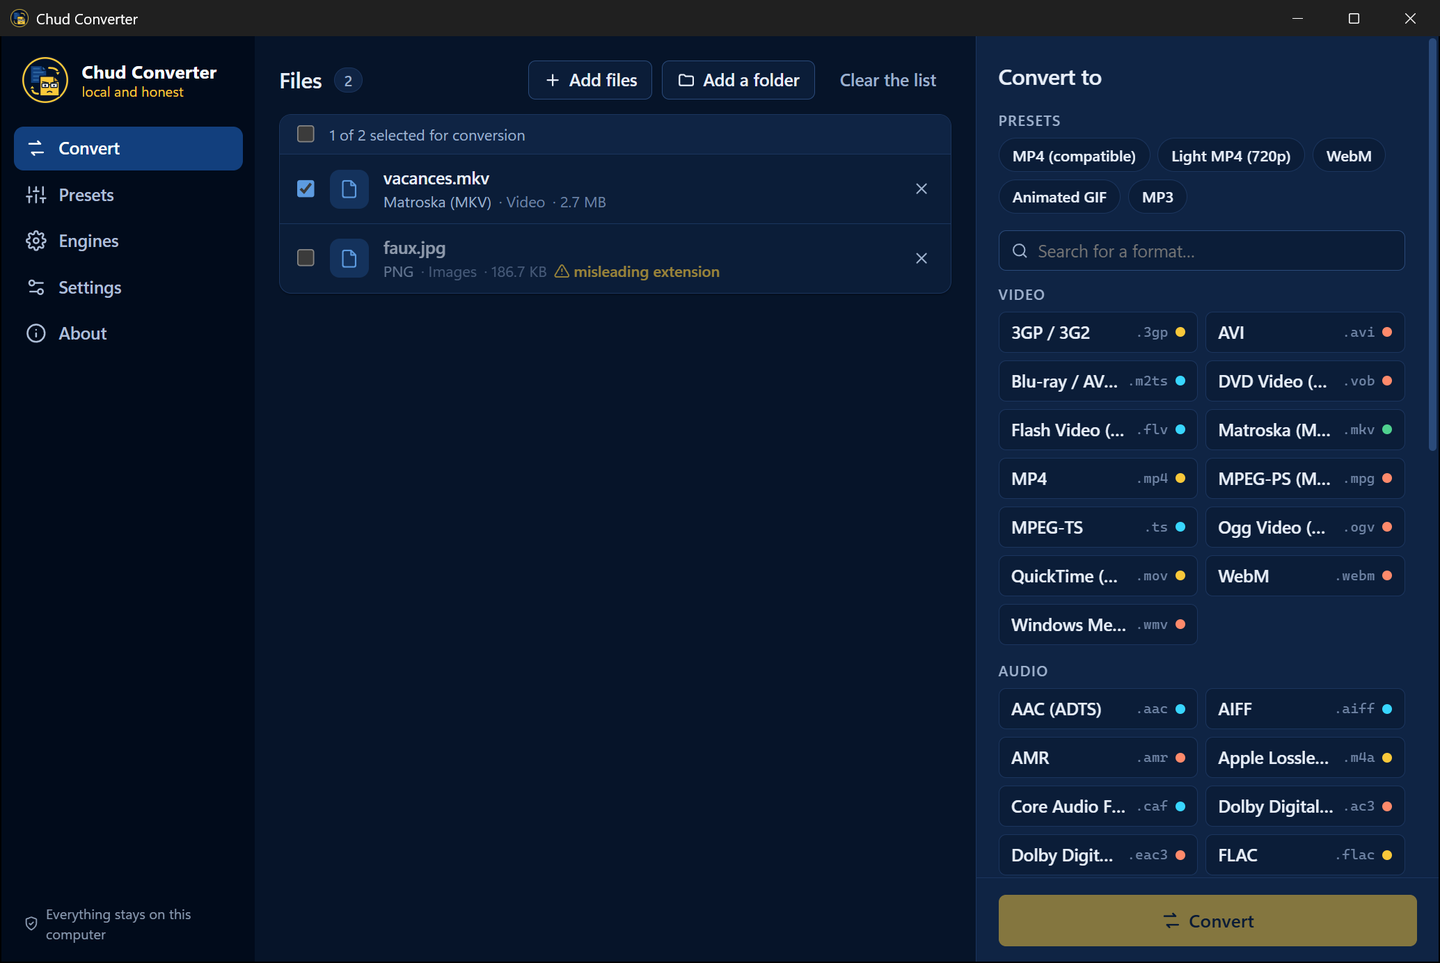 Chud Converter
Chud Converter
local and honest
Convert
Presets
Engines
Settings
About
Everything stays on this
computer
Files 2
Add files
Add a folder
Clear the list
1 of 2 selected for conversion
vacances.mkv
Matroska (MKV) · Video · 2.7 MB
faux.jpg
PNG · Images · 186.7 KB misleading extension
Convert to
PRESETS
MP4 (compatible)
Light MP4 (720p)
WebM
Animated GIF
MP3
Search for a format...
VIDEO
3GP / 3G2 .3gp
AVI .avi
Blu-ray / AV... .m2ts
DVD Video (... .vob
Flash Video (... .flv
Matroska (M... .mkv
MP4 .mp4
MPEG-PS (M... .mpg
MPEG-TS .ts
Ogg Video (... .ogv
QuickTime (... .mov
WebM .webm
Windows Me... .wmv
AUDIO
AAC (ADTS) .aac
AIFF .aiff
AMR .amr
Apple Lossle... .m4a
Core Audio F... .caf
Dolby Digital... .ac3
Dolby Digit... .eac3
FLAC .flac
Convert